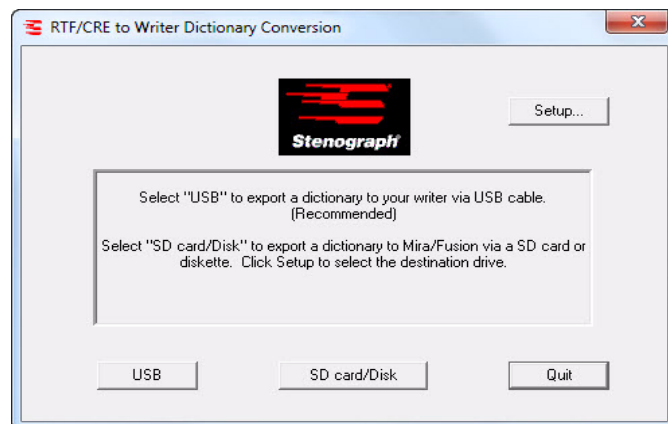 RTF/CRE to Writer Dictionary Conversion
Stenograph
Setup...
Select "USB" to export a dictionary to your writer via USB cable.
(Recommended)
Select "SD card/Disk" to export a dictionary to Mira/Fusion via a SD card or
diskette. Click Setup to select the destination drive.
USB
SD card/Disk
Quit